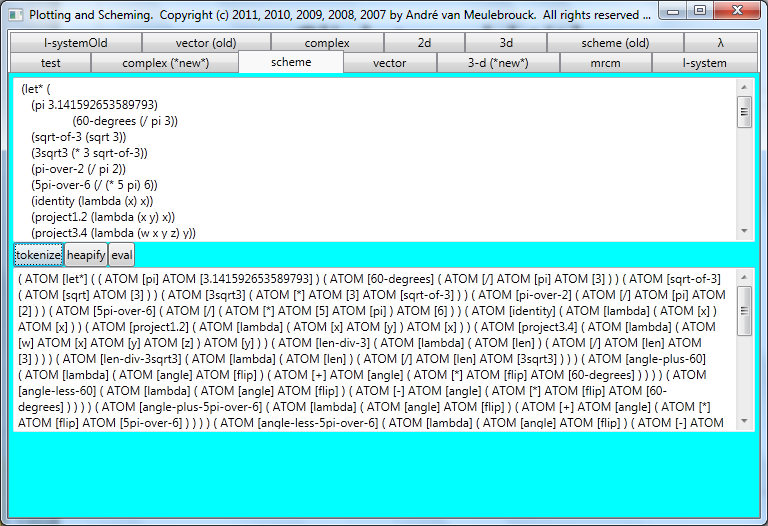 Plotting and Scheming.  Copyright (c) 2011, 2010, 2009, 2008, 2007 by André van Meulebrouck.  All rights reserved ...
l-systemOld vector (old) complex 2d 3d scheme (old) λ
test complex (*new*) scheme vector 3-d (*new*) mrcm l-system
(let* (
(pi 3.141592653589793)
(60-degrees (/ pi 3))
(sqrt-of-3 (sqrt 3))
(3sqrt3 (* 3 sqrt-of-3))
(pi-over-2 (/ pi 2))
(5pi-over-6 (/ (* 5 pi) 6))
(identity (lambda (x) x))
(project1.2 (lambda (x y) x))
(project3.4 (lambda (w x y z) y))
tokenize heapify eval
( ATOM [let*] ( ( ATOM [pi] ATOM [3.141592653589793] ) ( ATOM [60-degrees] ( ATOM [/] ATOM [pi] ATOM [3] ) ) ( ATOM [sqrt-of-3]
( ATOM [sqrt] ATOM [3] ) ) ( ATOM [3sqrt3] ( ATOM [*] ATOM [3] ATOM [sqrt-of-3] ) ) ( ATOM [pi-over-2] ( ATOM [/] ATOM [pi] ATOM
[2] ) ) ( ATOM [5pi-over-6] ( ATOM [/] ( ATOM [*] ATOM [5] ATOM [pi] ) ATOM [6] ) ) ( ATOM [identity] ( ATOM [lambda] ( ATOM [x] )
ATOM [x] ) ) ( ATOM [project1.2] ( ATOM [lambda] ( ATOM [x] ATOM [y] ) ATOM [x] ) ) ( ATOM [project3.4] ( ATOM [lambda] ( ATOM
[w] ATOM [x] ATOM [y] ATOM [z] ) ATOM [y] ) ) ( ATOM [len-div-3] ( ATOM [lambda] ( ATOM [len] ) ( ATOM [/] ATOM [len] ATOM
[3] ) ) ) ( ATOM [len-div-3sqrt3] ( ATOM [lambda] ( ATOM [len] ) ( ATOM [/] ATOM [len] ATOM [3sqrt3] ) ) ) ( ATOM [angle-plus-60]
( ATOM [lambda] ( ATOM [angle] ATOM [flip] ) ( ATOM [+] ATOM [angle] ( ATOM [*] ATOM [flip] ATOM [60-degrees] ) ) ) ) ( ATOM
[angle-less-60] ( ATOM [lambda] ( ATOM [angle] ATOM [flip] ) ( ATOM [-] ATOM [angle] ( ATOM [*] ATOM [flip] ATOM [60-
degrees] ) ) ) ) ( ATOM [angle-plus-5pi-over-6] ( ATOM [lambda] ( ATOM [angle] ATOM [flip] ) ( ATOM [+] ATOM [angle] ( ATOM [*]
ATOM [flip] ATOM [5pi-over-6] ) ) ) ) ( ATOM [angle-less-5pi-over-6] ( ATOM [lambda] ( ATOM [angle] ATOM [flip] ) ( ATOM [-] ATOM